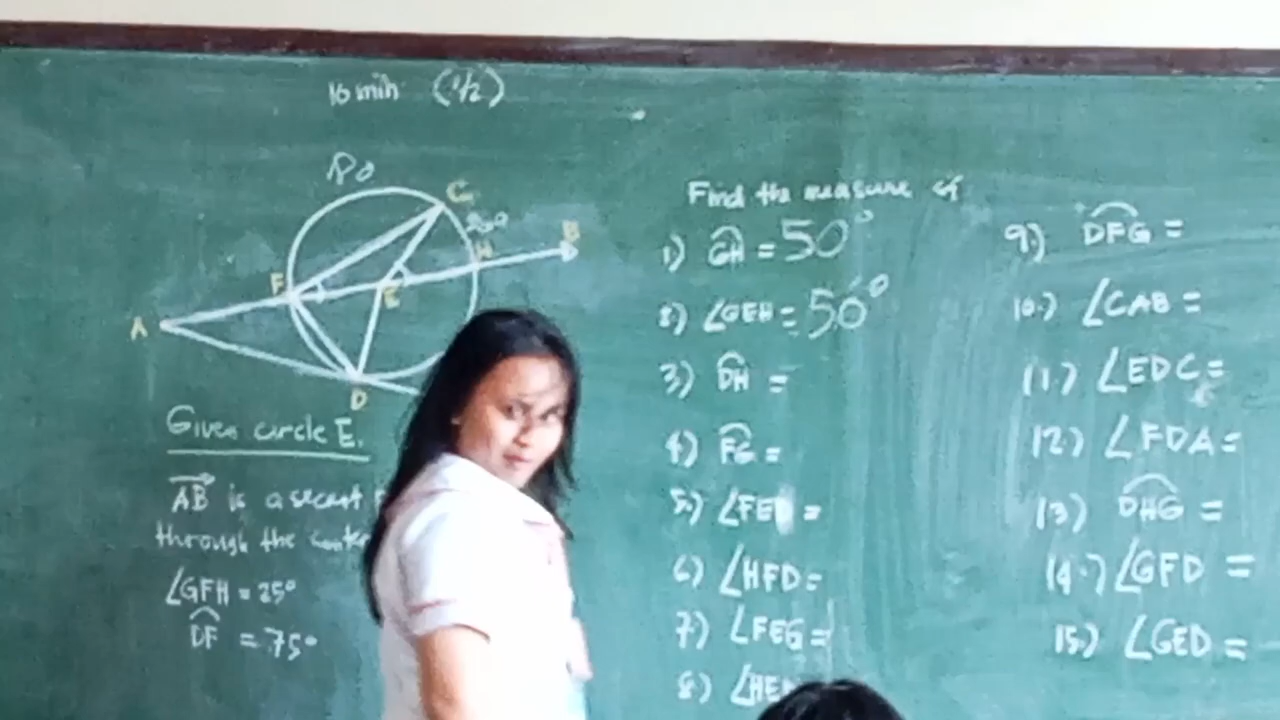 10 min (1/2)
80
C
50°
B
H
F
E
A
D
Given circle E.
AB is a secant
through the center
∠GFH = 25°
DF = 75°
Find the measure of
1) GH = 50°
2) ∠GEH = 50°
3) DH =
4) FG =
5.) ∠FE =
6) ∠HFD =
7) ∠FEG =
8) ∠HE
9.) DFG =
10.) ∠CAB =
11.) ∠EDC =
12.) ∠FDA =
13) DHG =
14.) ∠GFD =
15.) ∠GED =